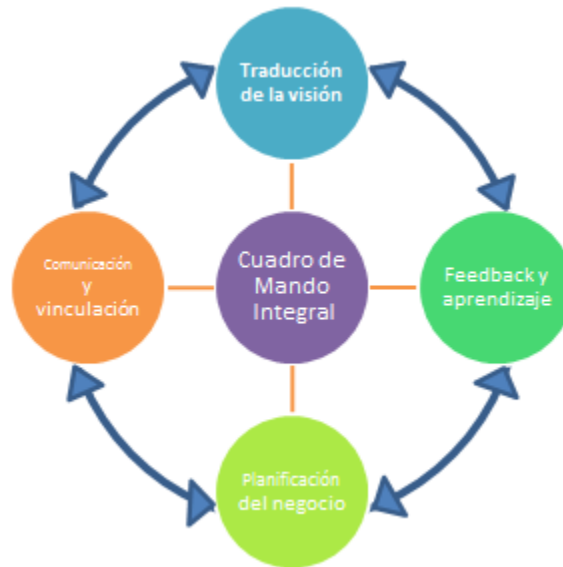 Traducción
de la visión
Comunicación
y
vinculación
Cuadro de
Mando
Integral
Feedback y
aprendizaje
Planificación
del negocio